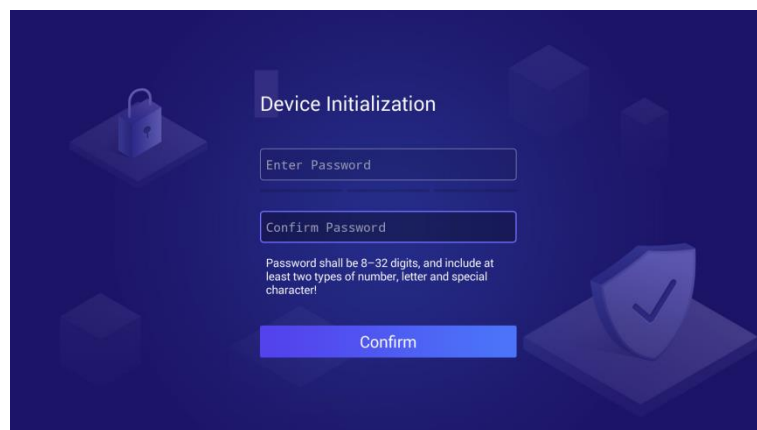 Device Initialization
Enter Password
Confirm Password
Password shall be 8–32 digits, and include at
least two types of number, letter and special
character!
Confirm